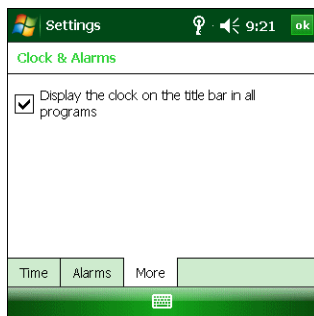 Settings 9:21 ok
Clock & Alarms
Display the clock on the title bar in all
programs
Time Alarms More